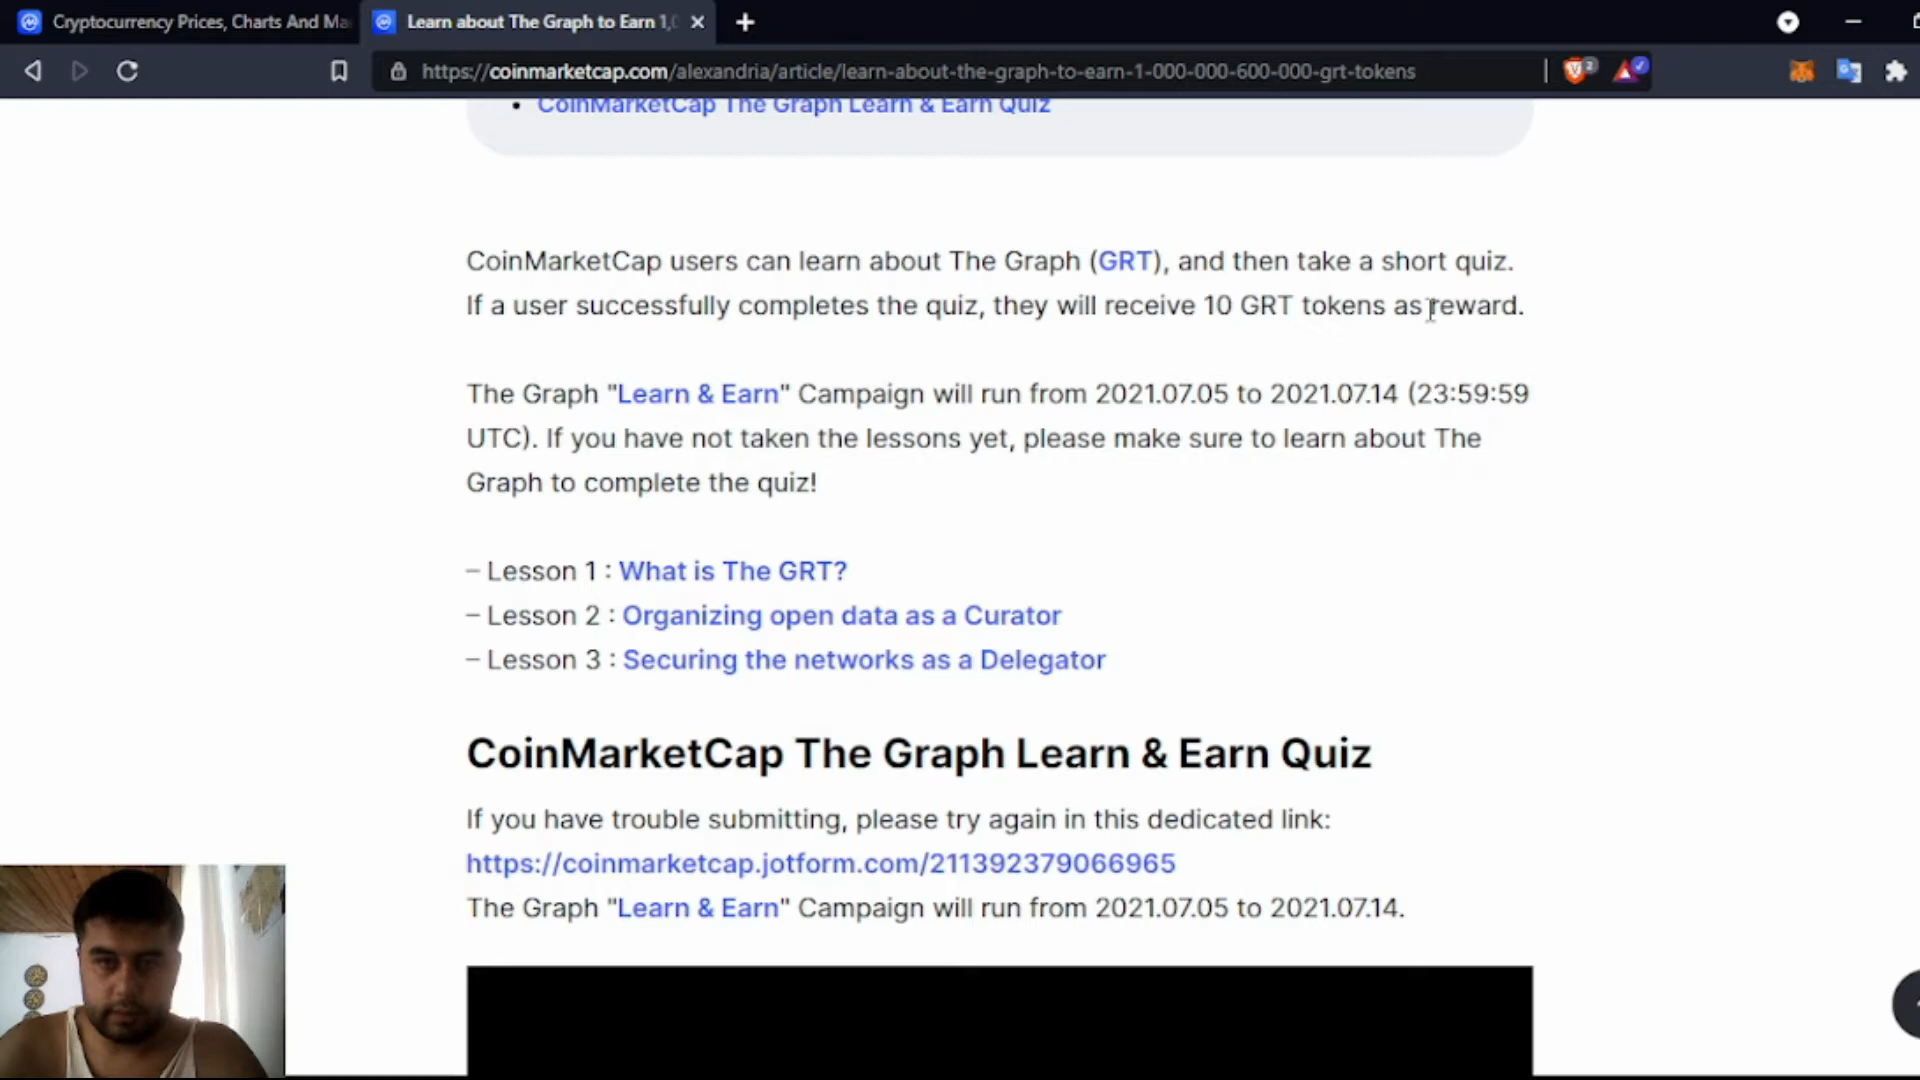 Cryptocurrency Prices, Charts And Ma
Learn about The Graph to Earn 1,0
https://coinmarketcap.com/alexandria/article/learn-about-the-graph-to-earn-1-000-000-600-000-grt-tokens
2
• CoinMarketCap The Graph Learn & Earn Quiz
CoinMarketCap users can learn about The Graph (GRT), and then take a short quiz.
If a user successfully completes the quiz, they will receive 10 GRT tokens as reward.
The Graph "Learn & Earn" Campaign will run from 2021.07.05 to 2021.07.14 (23:59:59
UTC). If you have not taken the lessons yet, please make sure to learn about The
Graph to complete the quiz!
– Lesson 1 : What is The GRT?
– Lesson 2 : Organizing open data as a Curator
– Lesson 3 : Securing the networks as a Delegator
CoinMarketCap The Graph Learn & Earn Quiz
If you have trouble submitting, please try again in this dedicated link:
https://coinmarketcap.jotform.com/211392379066965
The Graph "Learn & Earn" Campaign will run from 2021.07.05 to 2021.07.14.